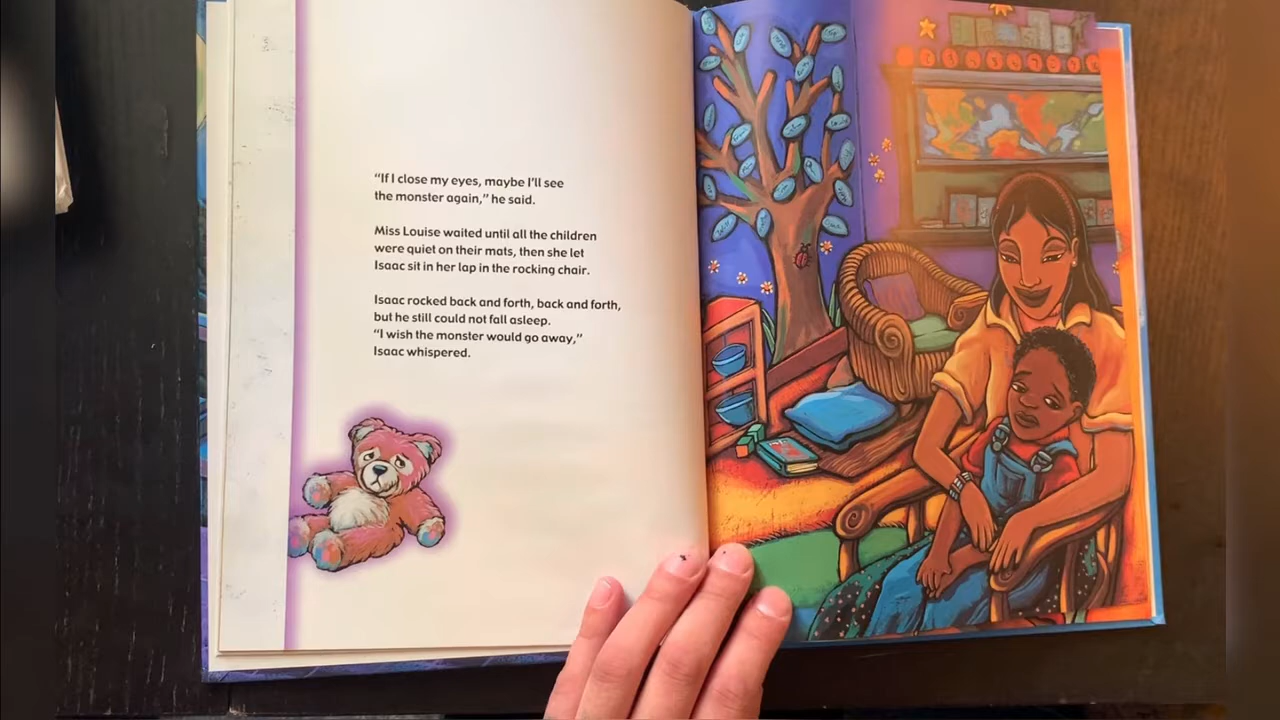 “If I close my eyes, maybe I’ll see
the monster again,” he said.
Miss Louise waited until all the children
were quiet on their mats, then she let
Isaac sit in her lap in the rocking chair.
Isaac rocked back and forth, back and forth,
but he still could not fall asleep.
“I wish the monster would go away,”
Isaac whispered.